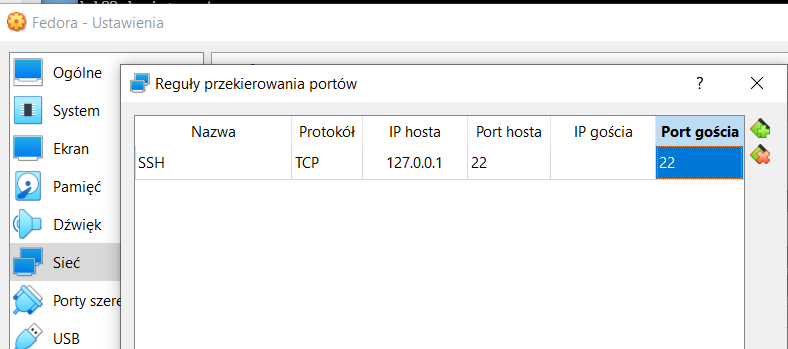 Fedora - Ustawienia
Ogólne
System
Ekran
Pamięć
Dźwięk
Sieć
Porty szere
USB
Reguły przekierowania portów
?
Nazwa Protokół IP hosta Port hosta IP gościa Port gościa
SSH TCP 127.0.0.1 22 22